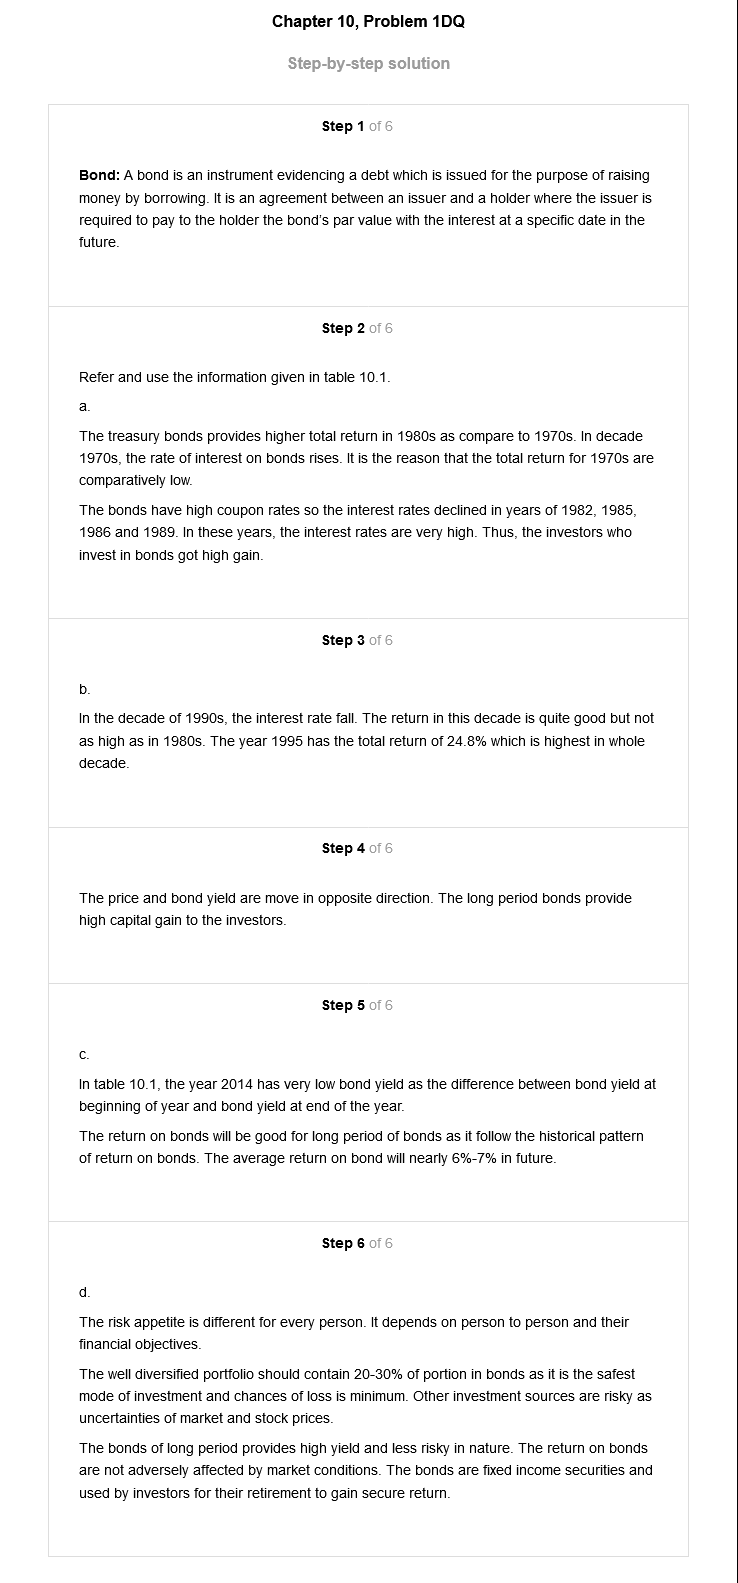 Chapter 10, Problem 1DQ
Step-by-step solution
Step 1 of 6
Bond: A bond is an instrument evidencing a debt which is issued for the purpose of raising
money by borrowing. It is an agreement between an issuer and a holder where the issuer is
required to pay to the holder the bond's par value with the interest at a specific date in the
future.
Step 2 of 6
Refer and use the information given in table 10.1.
a.
The treasury bonds provides higher total return in 1980s as compare to 1970s. In decade
1970s, the rate of interest on bonds rises. It is the reason that the total return for 1970s are
comparatively low.
The bonds have high coupon rates so the interest rates declined in years of 1982, 1985,
1986 and 1989. In these years, the interest rates are very high. Thus, the investors who
invest in bonds got high gain.
Step 3 of 6
b.
In the decade of 1990s, the interest rate fall. The return in this decade is quite good but not
as high as in 1980s. The year 1995 has the total return of 24.8% which is highest in whole
decade.
Step 4 of 6
The price and bond yield are move in opposite direction. The long period bonds provide
high capital gain to the investors.
Step 5 of 6
c.
In table 10.1, the year 2014 has very low bond yield as the difference between bond yield at
beginning of year and bond yield at end of the year.
The return on bonds will be good for long period of bonds as it follow the historical pattern
of return on bonds. The average return on bond will nearly 6%-7% in future.
Step 6 of 6
d.
The risk appetite is different for every person. It depends on person to person and their
financial objectives.
The well diversified portfolio should contain 20-30% of portion in bonds as it is the safest
mode of investment and chances of loss is minimum. Other investment sources are risky as
uncertainties of market and stock prices.
The bonds of long period provides high yield and less risky in nature. The return on bonds
are not adversely affected by market conditions. The bonds are fixed income securities and
used by investors for their retirement to gain secure return.